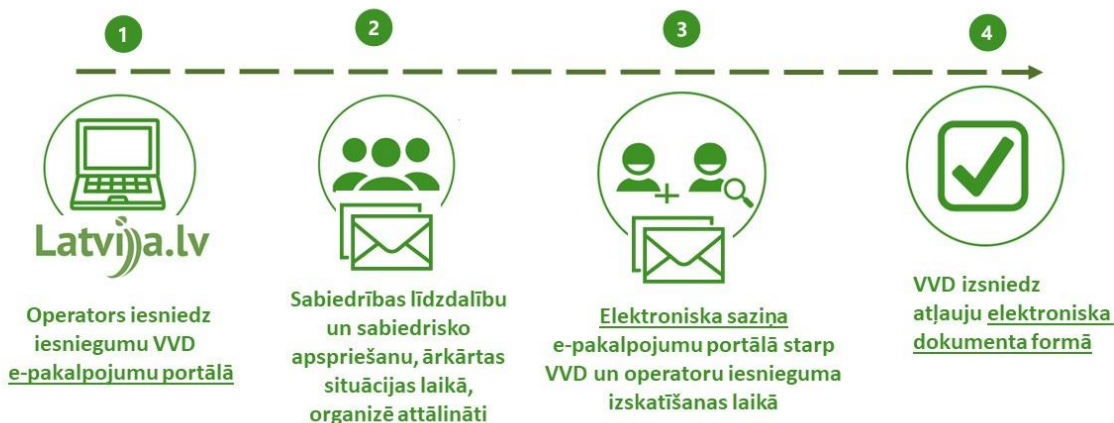 1
2
3
4
Latvija.lv
Operators iesniedz
iesniegumu VVD
e-pakalpojumu portālā
Sabiedrības līdzdalību
un sabiedrisko
apspriešanu, ārkārtas
situācijas laikā,
organizē attālināti
Elektroniska saziņa
e-pakalpojumu portālā starp
VVD un operatoru iesnieguma
izskatīšanas laikā
VVD izsniedz
atļauju elektroniska
dokumenta formā